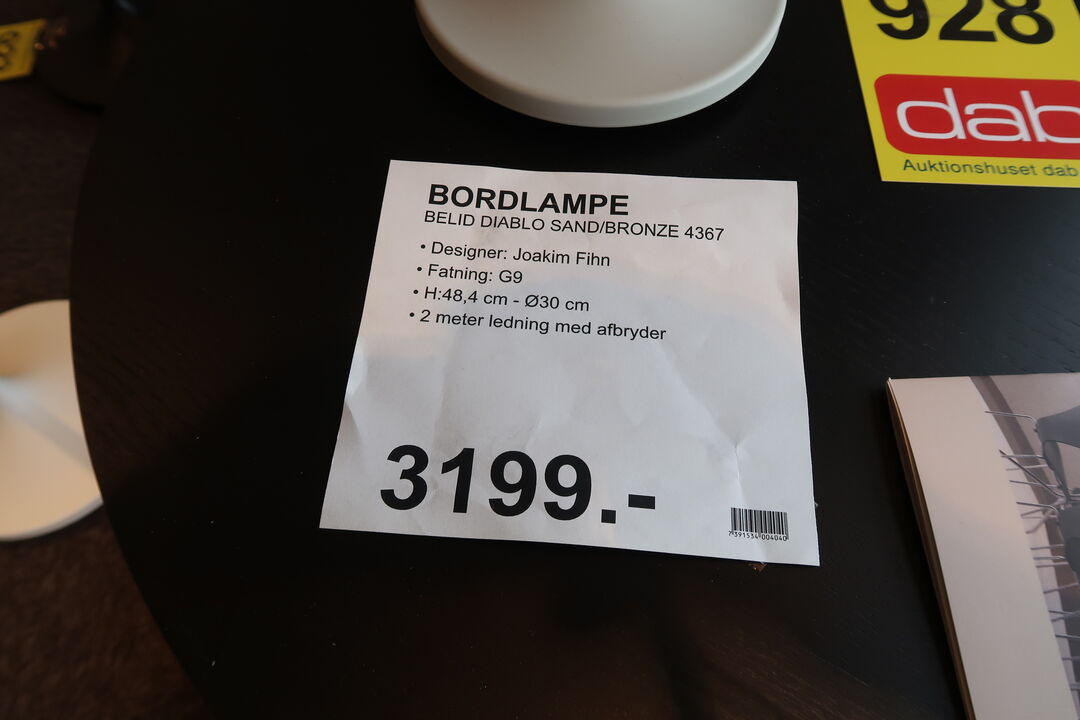 928
dab
Auktionshuset dab
BORDLAMPE
BELID DIABLO SAND/BRONZE 4367
• Designer: Joakim Fihn
• Fatning: G9
• H:48,4 cm - Ø30 cm
• 2 meter ledning med afbryder
3199.-
7391534004040